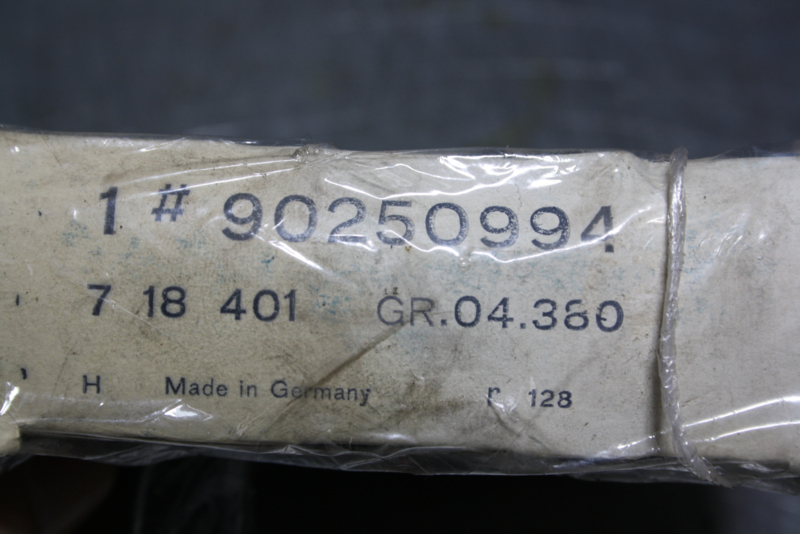 1 # 90250994
7 18 401 GR.04.380
H Made in Germany r 128